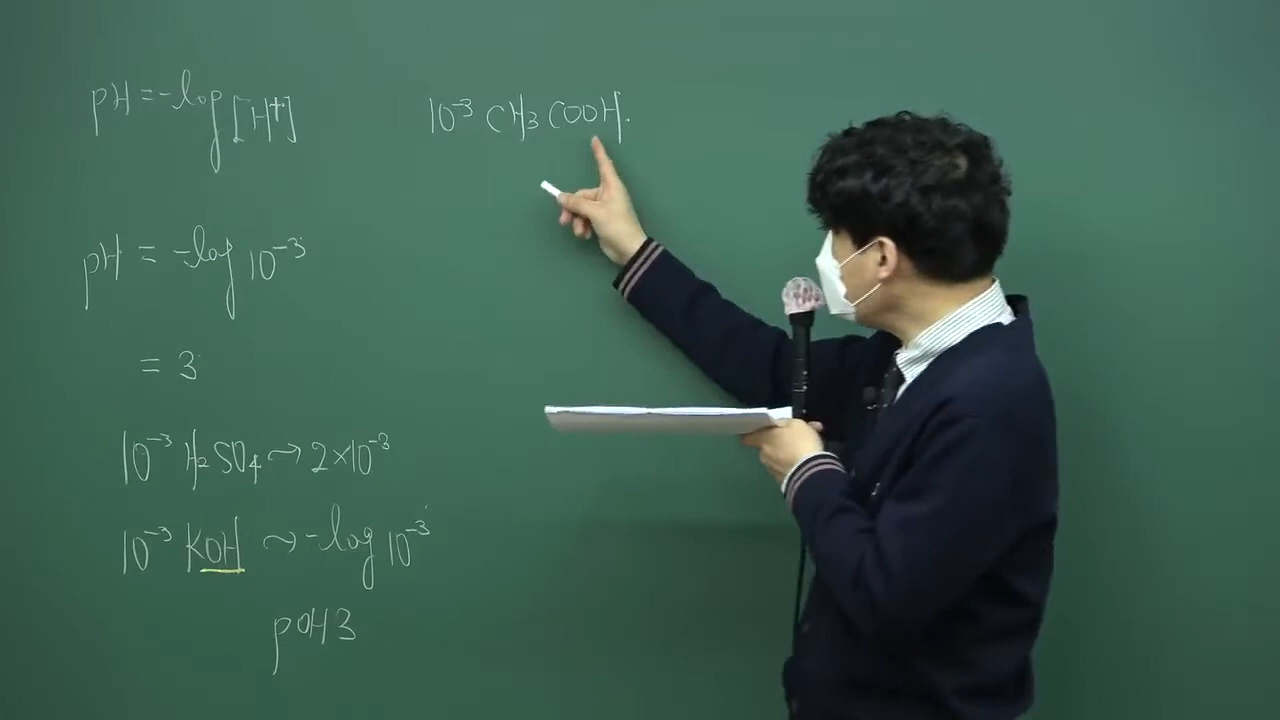 pH = -log [H⁺]
pH = -log 10⁻³
= 3
10⁻³ H₂SO₄ → 2×10⁻³
10⁻³ KOH → -log 10⁻³
pOH 3
10⁻³ CH₃COOH.